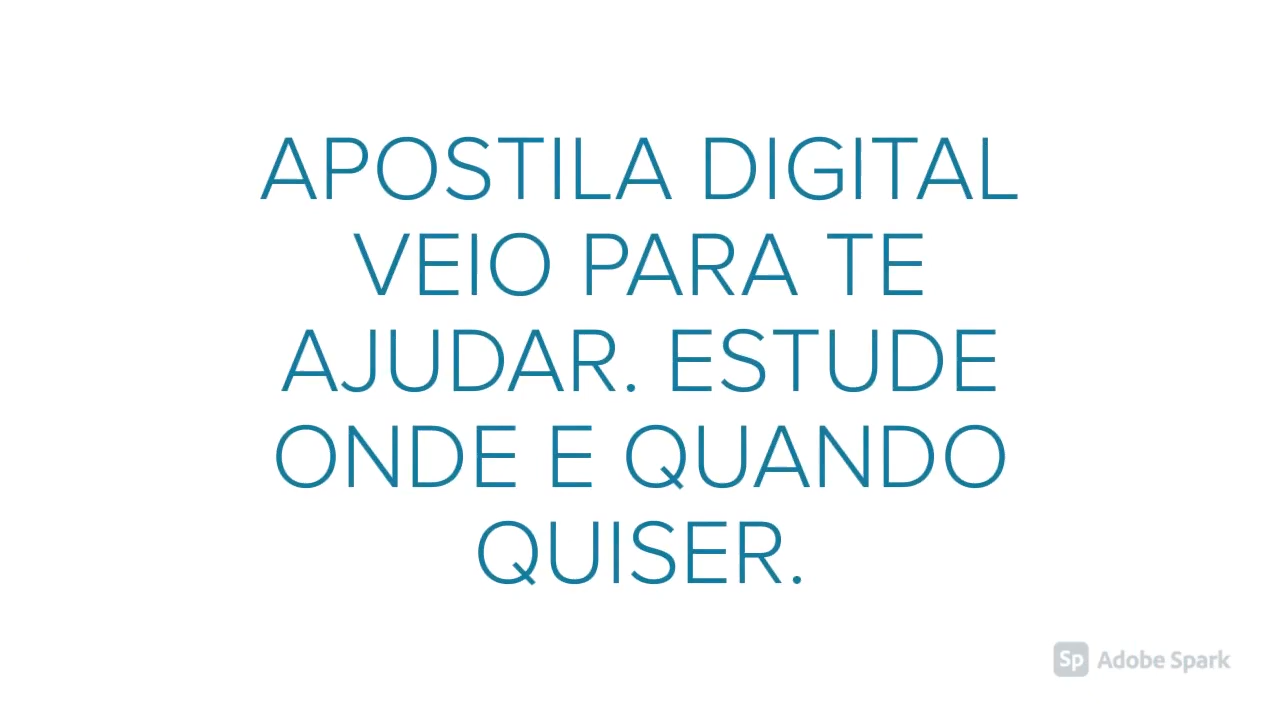 APOSTILA DIGITAL
VEIO PARA TE
AJUDAR. ESTUDE
ONDE E QUANDO
QUISER.
Sp Adobe Spark